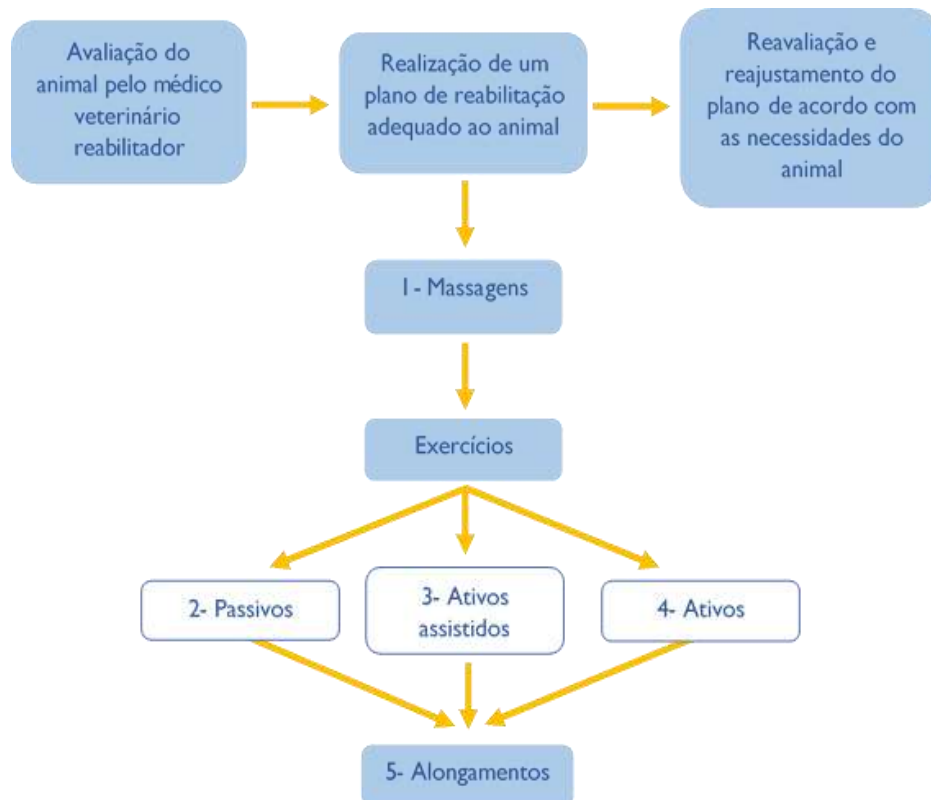 Avaliação do
animal pelo médico
veterinário
reabilitador
Realização de um
plano de reabilitação
adequado ao animal
Reavaliação e
reajustamento do
plano de acordo com
as necessidades do
animal
1- Massagens
Exercícios
2- Passivos
3- Ativos
assistidos
4- Ativos
5- Alongamentos